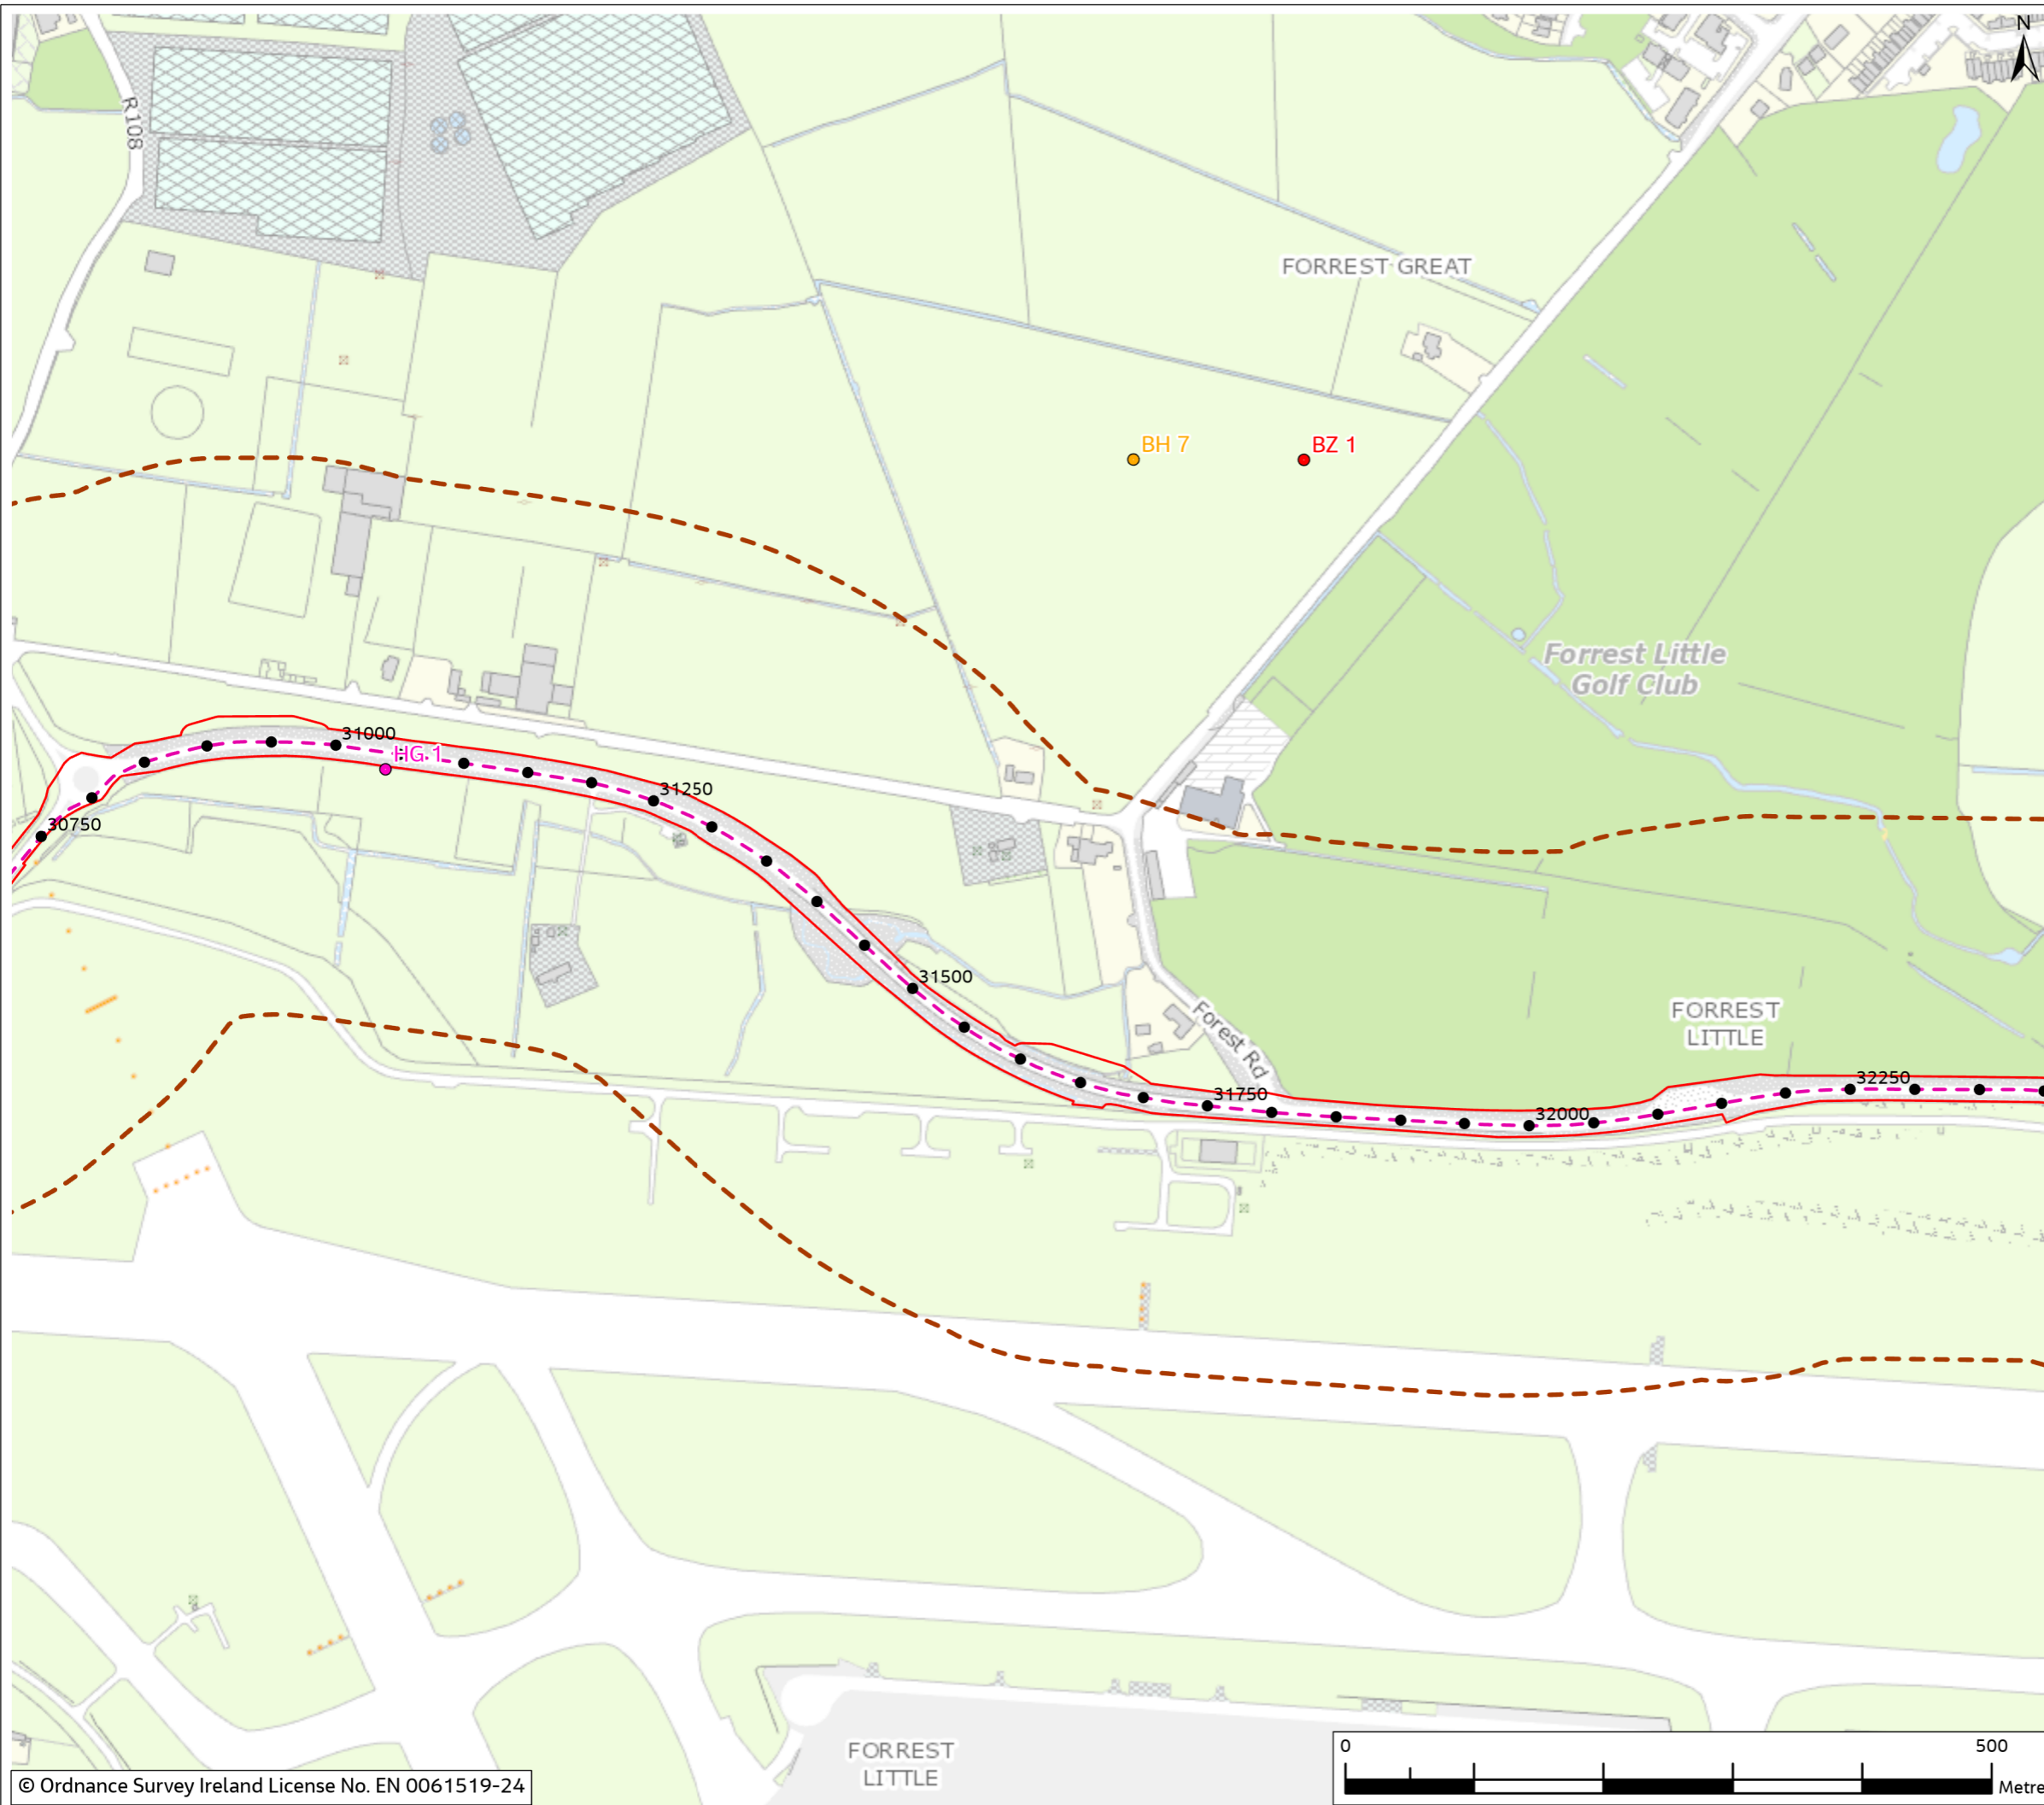 N
R108
FORREST GREAT
BH 7
BZ 1
Forrest Little
Golf Club
31000
HG 1
31250
30750
31500
FORREST
LITTLE
Forest Rd
31750
32000
32250
FORREST
LITTLE
0
500
Metre
© Ordnance Survey Ireland License No. EN 0061519-24